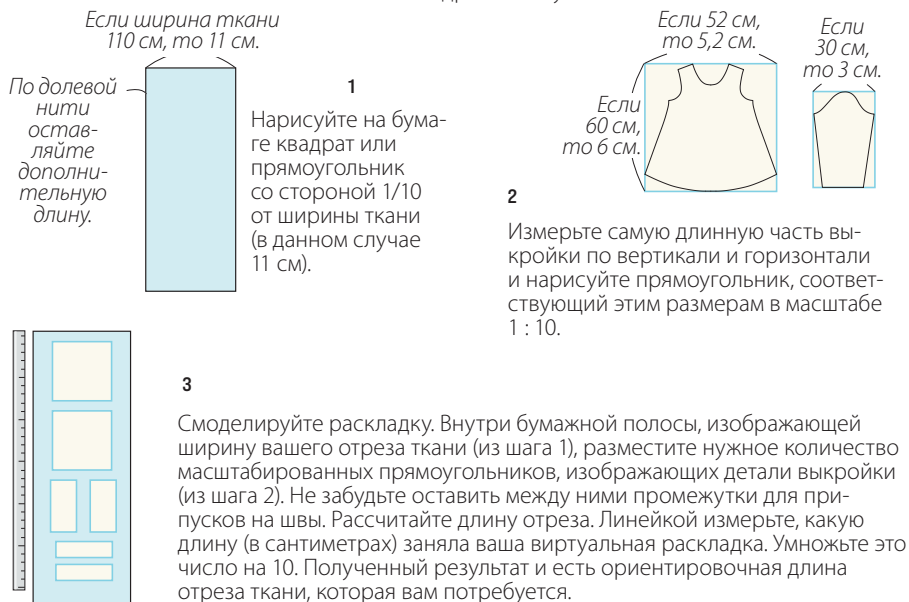 Если ширина ткани
110 см, то 11 см.
По долевой
нити
остав-
ляйте
дополни-
тельную
длину.
1
Нарисуйте на бума-
ге квадрат или
прямоугольник
со стороной 1/10
от ширины ткани
(в данном случае
11 см).
Если 52 см,
то 5,2 см.
Если
30 см,
то 3 см.
Если
60 см,
то 6 см.
2
Измерьте самую длинную часть вы-
кройки по вертикали и горизонтали
и нарисуйте прямоугольник, соответ-
ствующий этим размерам в масштабе
1 : 10.
3
Смоделируйте раскладку. Внутри бумажной полосы, изображающей
ширину вашего отреза ткани (из шага 1), разместите нужное количество
масштабированных прямоугольников, изображающих детали выкройки
(из шага 2). Не забудьте оставить между ними промежутки для при-
пусков на швы. Рассчитайте длину отреза. Линейкой измерьте, какую
длину (в сантиметрах) заняла ваша виртуальная раскладка. Умножьте это
число на 10. Полученный результат и есть ориентировочная длина
отреза ткани, которая вам потребуется.